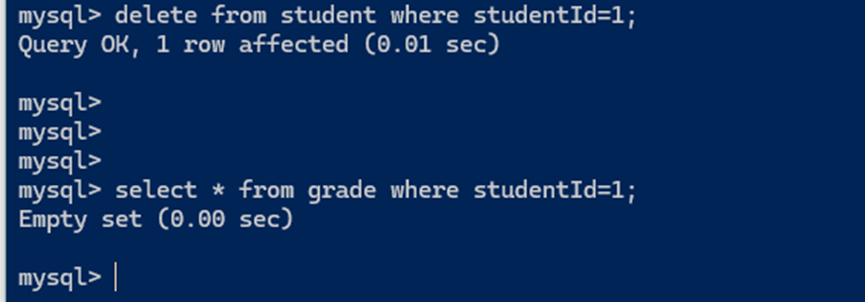 mysql> delete from student where studentId=1;
Query OK, 1 row affected (0.01 sec)
mysql>
mysql>
mysql>
mysql> select * from grade where studentId=1;
Empty set (0.00 sec)
mysql>